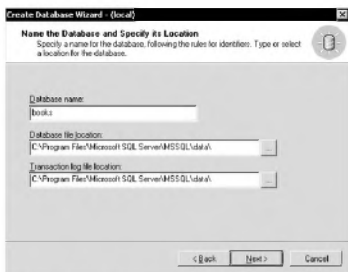 Create Database Wizard - (local)
Name the Database and Specify its Location
Specify a name for the database, following the rules for identifiers. Type or select
a location for the database.
Database name:
books
Database file location:
C:\Program Files\Microsoft SQL Server\MSSQL\data\
...
Transaction log file location:
C:\Program Files\Microsoft SQL Server\MSSQL\data\
...
< Back
Next >
Cancel